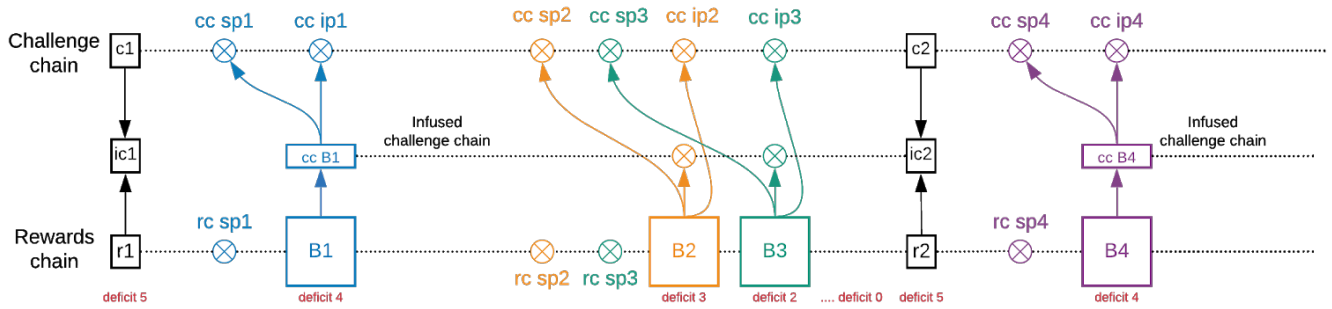 cc sp1
cc ip1
cc sp2
cc sp3
cc ip2
cc ip3
cc sp4
cc ip4
Challenge
chain
c1
c2
Infused
challenge chain
Infused
challenge chain
ic1
cc B1
ic2
cc B4
rc sp1
rc sp4
Rewards
chain
r1
B1
B2
B3
r2
B4
rc sp2
rc sp3
deficit 5
deficit 4
deficit 3
deficit 2
.... deficit 0
deficit 5
deficit 4